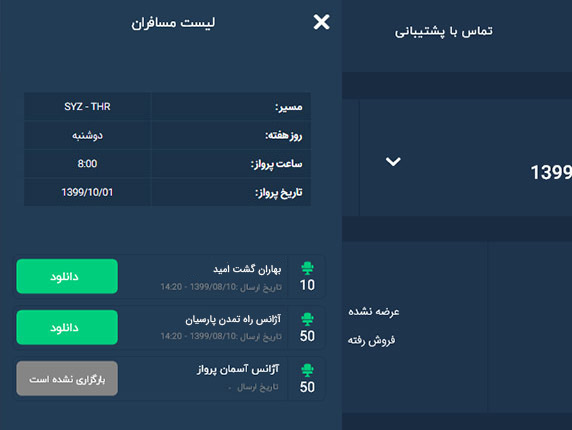 لیست مسافران
مسیر: SYZ - THR
روز هفته: دوشنبه
ساعت پرواز: 8:00
تاریخ پرواز: 1399/10/01
بهاران گشت امید
تاریخ ارسال :1399/08/10 - 14:20
10
دانلود
آژانس راه تمدن پارسیان
تاریخ ارسال :1399/08/10 - 14:20
50
دانلود
آژانس آسمان پرواز
تاریخ ارسال -
50
بارگزاری نشده است
تماس با پشتیبانی
1399
عرضه نشده
فروش رفته